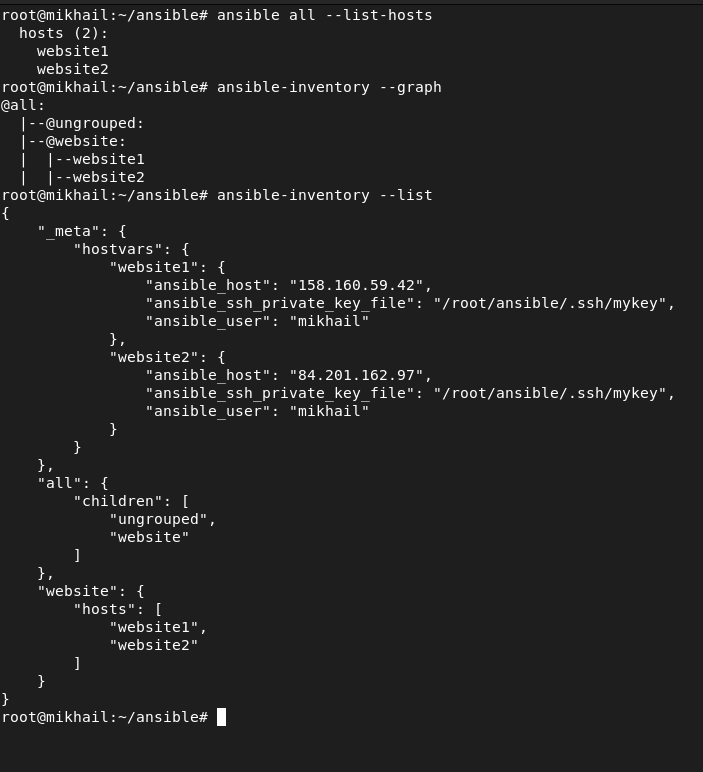 root@mikhail:~/ansible# ansible all --list-hosts
  hosts (2):
    website1
    website2
root@mikhail:~/ansible# ansible-inventory --graph
@all:
  |--@ungrouped:
  |--@website:
  |  |--website1
  |  |--website2
root@mikhail:~/ansible# ansible-inventory --list
{
    "_meta": {
        "hostvars": {
            "website1": {
                "ansible_host": "158.160.59.42",
                "ansible_ssh_private_key_file": "/root/ansible/.ssh/mykey",
                "ansible_user": "mikhail"
            },
            "website2": {
                "ansible_host": "84.201.162.97",
                "ansible_ssh_private_key_file": "/root/ansible/.ssh/mykey",
                "ansible_user": "mikhail"
            }
        }
    },
    "all": {
        "children": [
            "ungrouped",
            "website"
        ]
    },
    "website": {
        "hosts": [
            "website1",
            "website2"
        ]
    }
}
root@mikhail:~/ansible#